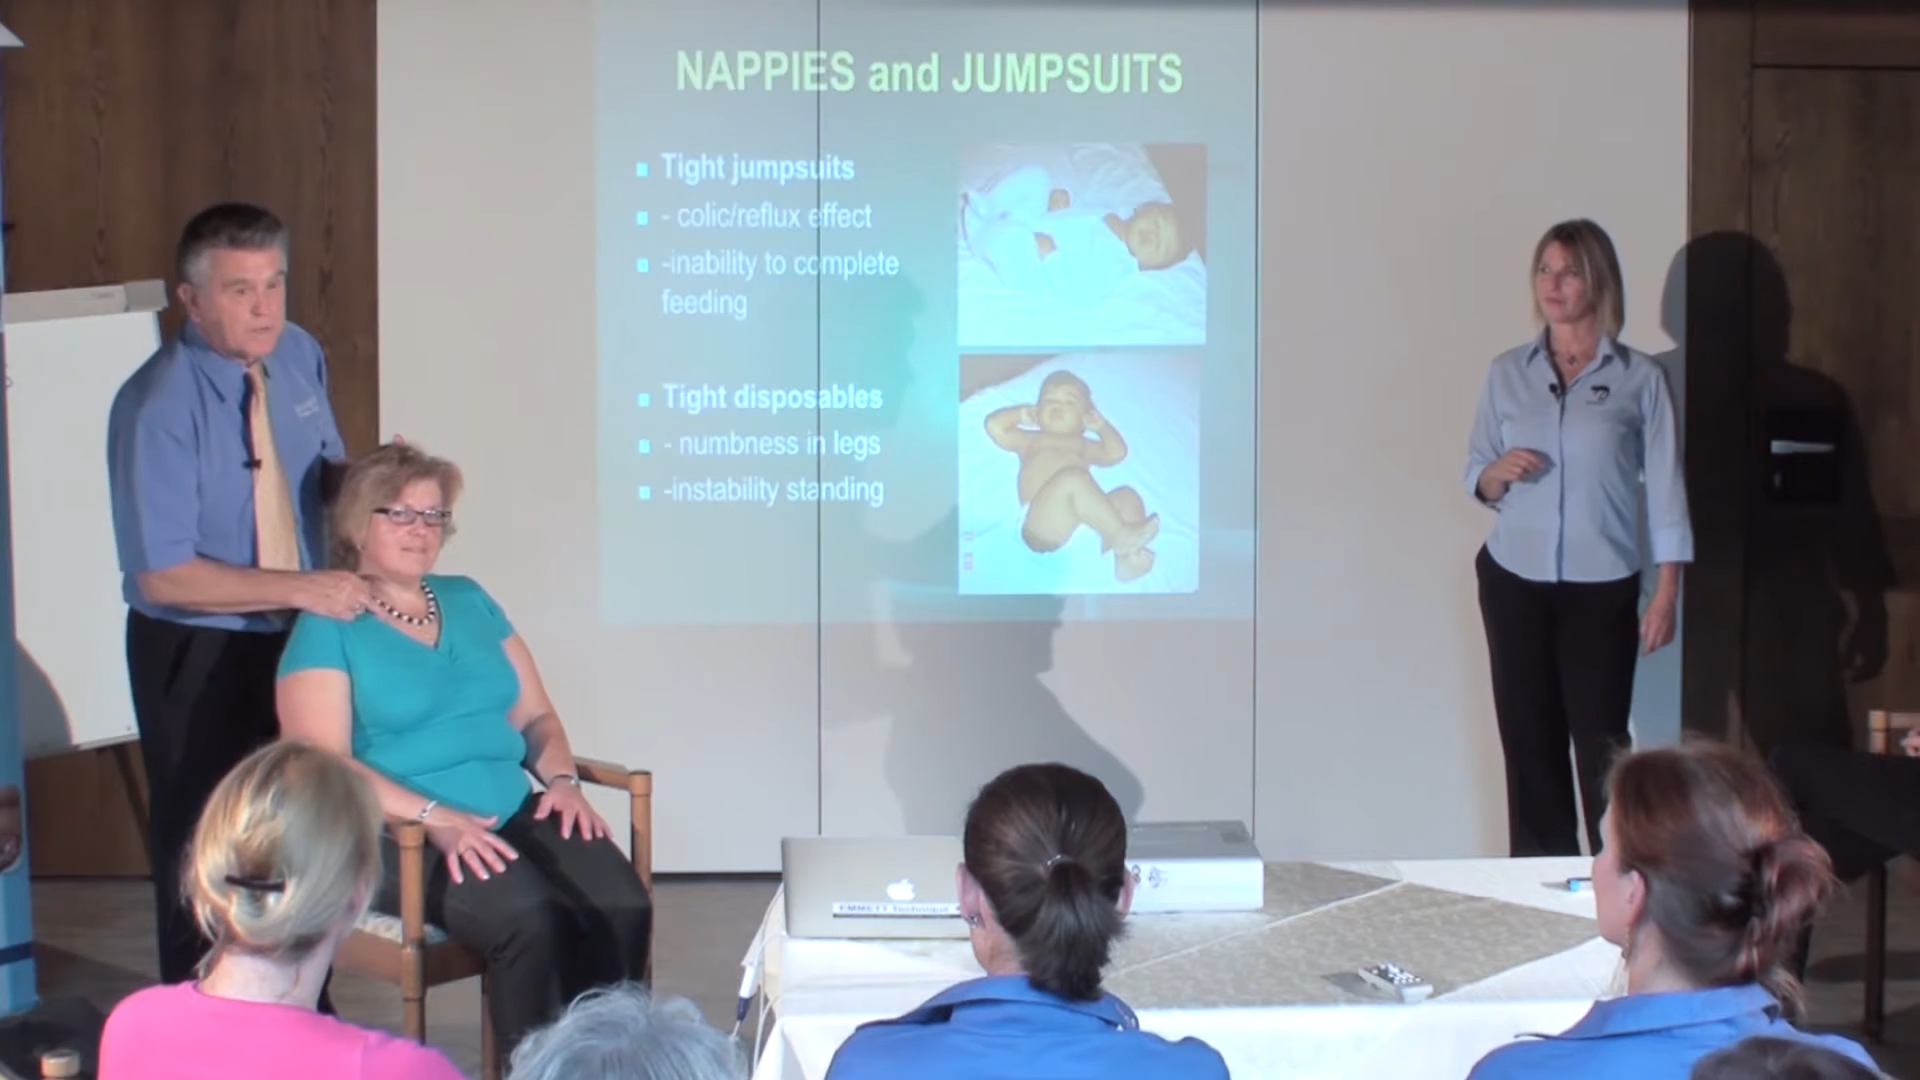 NAPPIES and JUMPSUITS
Tight jumpsuits
- colic/reflux effect
-inability to complete
feeding
Tight disposables
- numbness in legs
-instability standing
EMMETT Technique